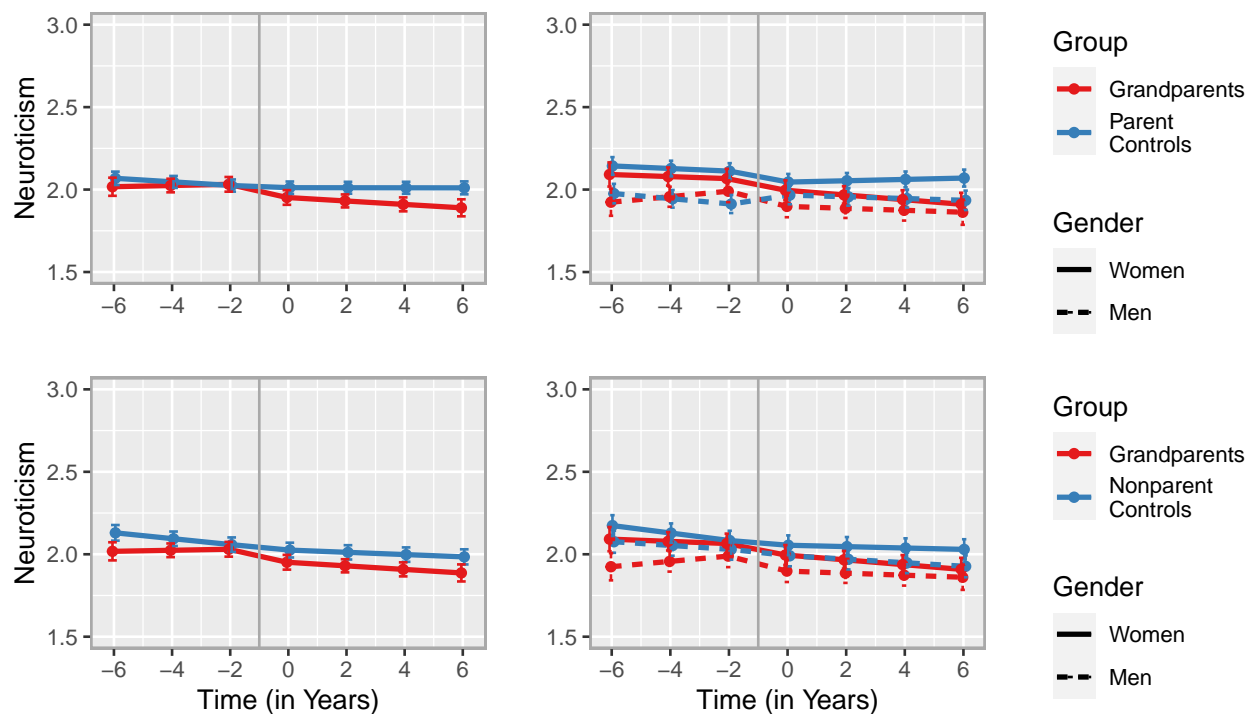 3.0
2.5
2.0
1.5
Neuroticism
−6 −4 −2 0 2 4 6
3.0
2.5
2.0
1.5
−6 −4 −2 0 2 4 6
Group
Grandparents
Parent
Controls
Gender
Women
Men
3.0
2.5
2.0
1.5
Neuroticism
−6 −4 −2 0 2 4 6
Time (in Years)
3.0
2.5
2.0
1.5
−6 −4 −2 0 2 4 6
Time (in Years)
Group
Grandparents
Nonparent
Controls
Gender
Women
Men